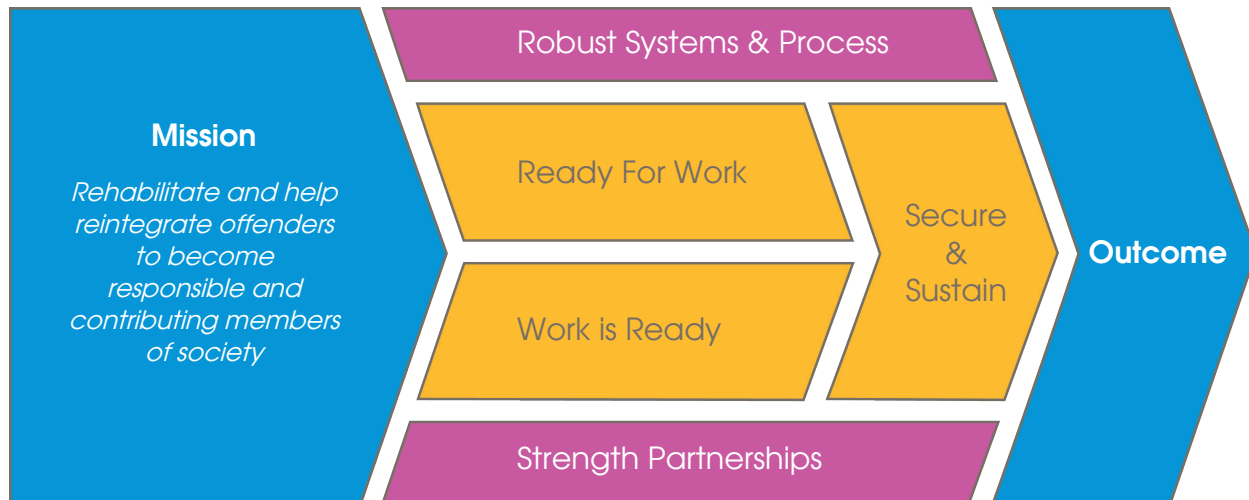 Mission
Rehabilitate and help
reintegrate offenders
to become
responsible and
contributing members
of society
Robust Systems & Process
Ready For Work
Work is Ready
Secure
&
Sustain
Strength Partnerships
Outcome